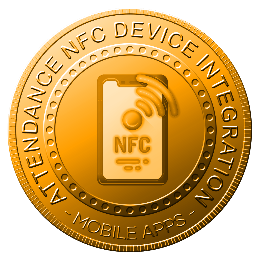 ATTENDANCE NFC DEVICE INTEGRATION
NFC
- MOBILE APPS -